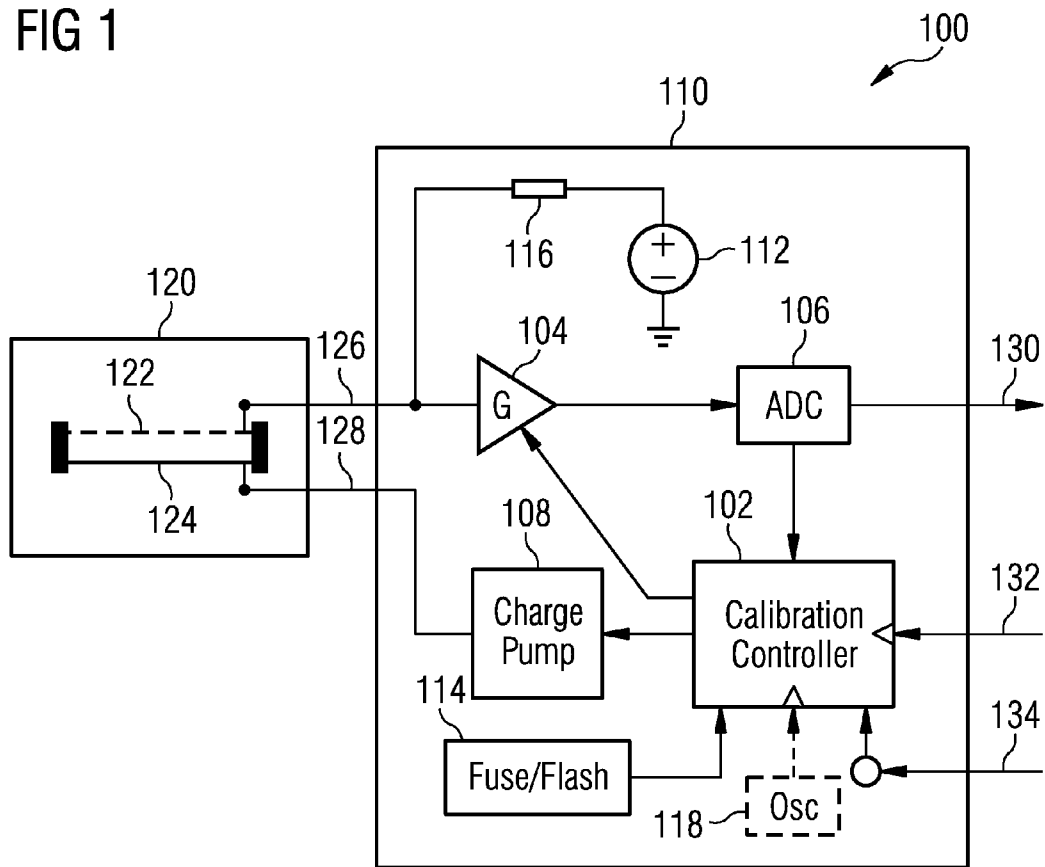 FIG 1
100
110
116
+
−
112
120
122
126
104
106
130
G
ADC
128
124
108
102
132
Charge
Pump
Calibration
Controller
114
134
Fuse/Flash
118
Osc